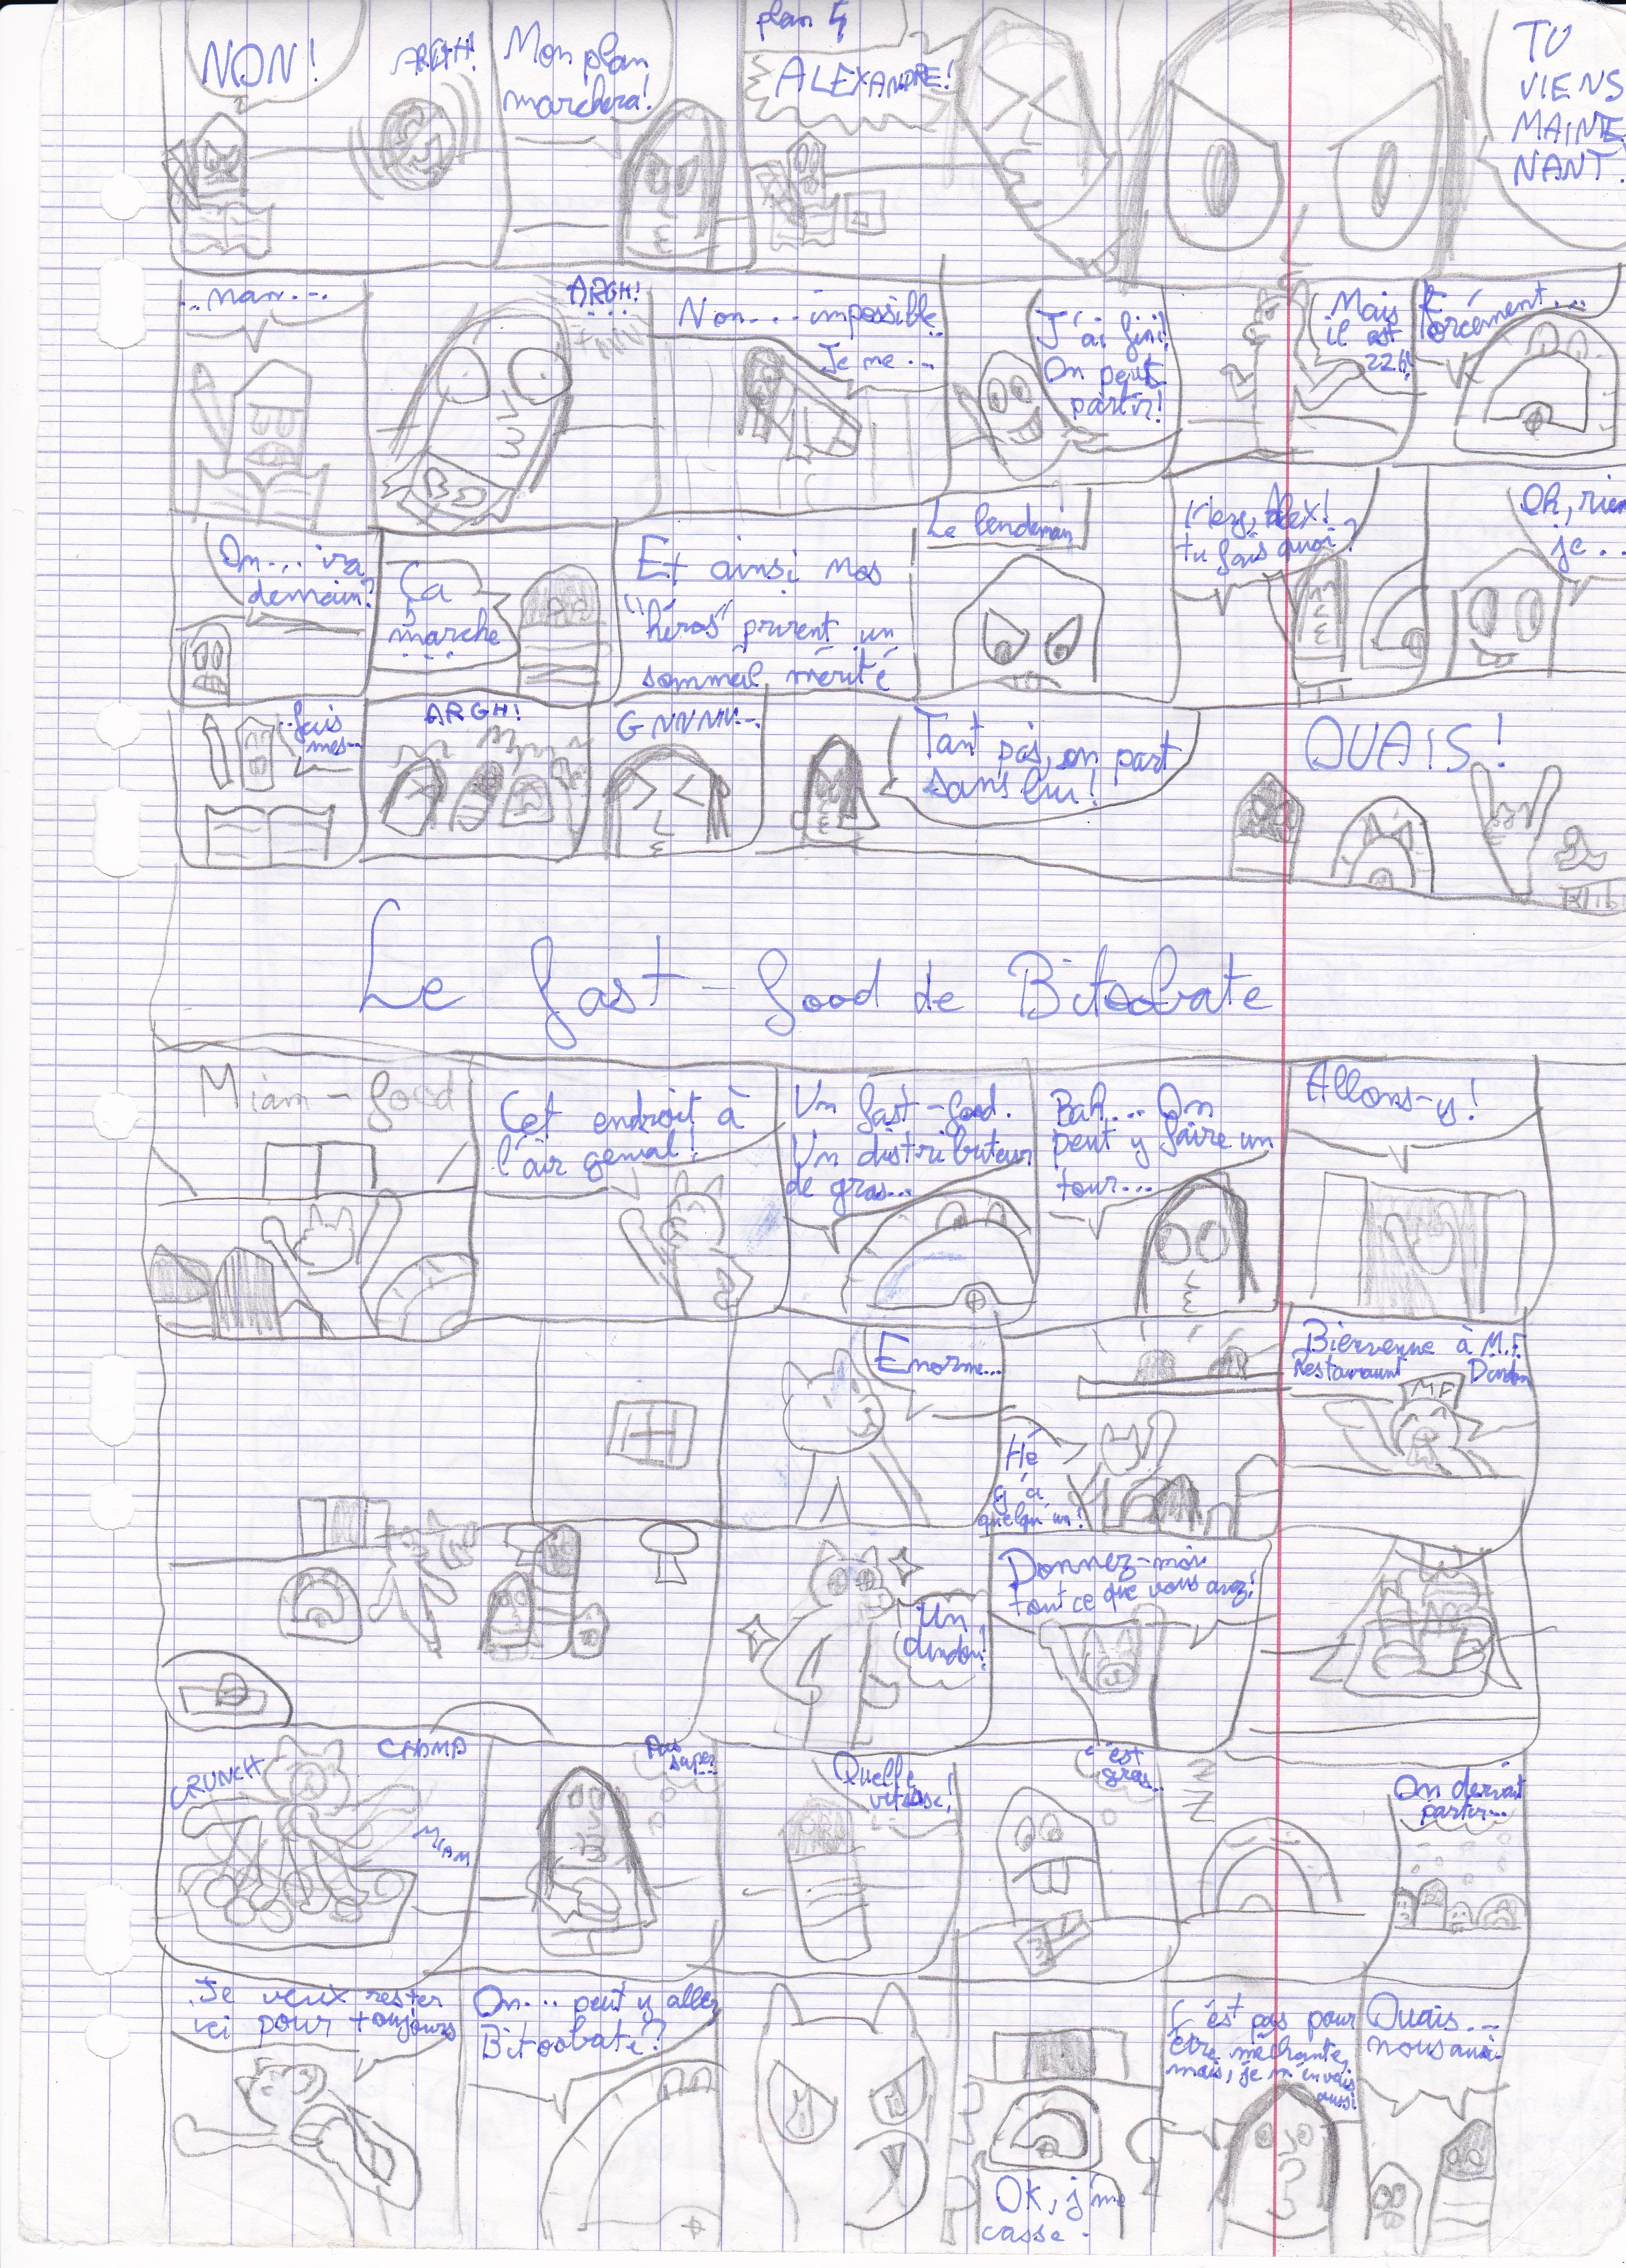 NON!
ARGH!
Mon plan
marchera!
plan
ALEXANDRE!
TU
VIENS
MAINTE
NANT.
..nan...
ARGH!
Non... impossible
Je me ...
J'ai fini!
On peut
partir!
Mais
il est
22h!
Forcément...
On... ira
demain?
Ça
marche
...
Et ainsi nos
"héros" prirent un
sommeil mérité
Le lendemain
Alex!
tu fais quoi?
Oh, rien
je ..
..fais
mes...
ARGH!
GNNNN...
Tant pis, on part
sans lui!
OUAIS!
Le fast-food de Bitoobate
Miam-food
Cet endroit à
l'air genial!
Un fast-food.
Un distributeur
de gras...
Bah... On
peut y faire un
tour...
Allons-y!
Enorme...
Hé
y'a
quelqu'un!
Bienvenue à M.F.
Restaurant
MF
Un
dindon!
Donnez-moi
tout ce que vous avez!
CRUNCH
CHOMP
MIAM
Pas
super
Quelle
vitesse!
C'est
gras..
Z
Z
Z
On devrait
partir...
Je veux rester
ici pour toujours
On... peut y aller
Bitoobate?
Ok, j'me
casse.
C'est pas pour
être méchante,
mais, je m'en vais
aussi
Ouais...
nous aussi.